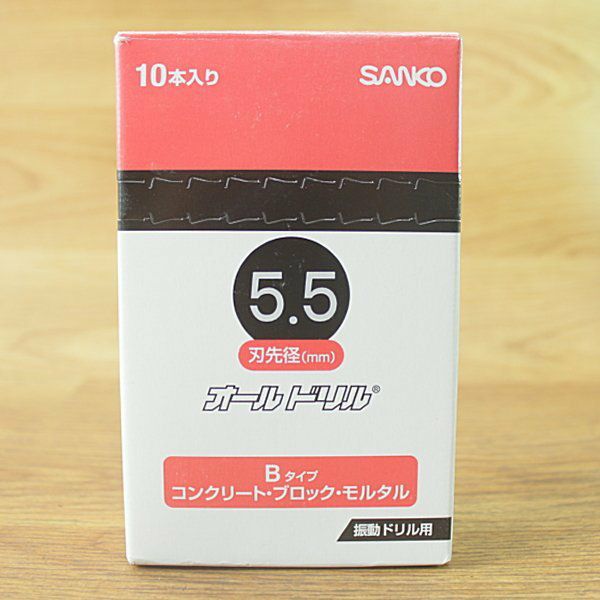 10本入り
SANKO
5.5
刃先径(mm)
オールドリル®
Bタイプ
コンクリート・ブロック・モルタル
振動ドリル用